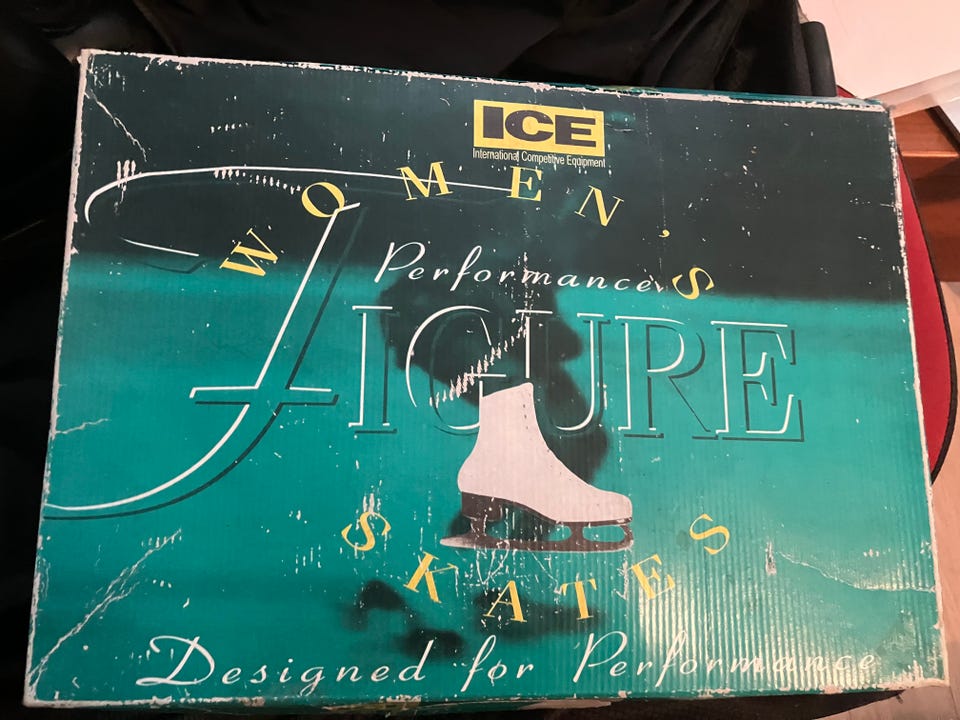 ICE
International Competitive Equipment
WOMEN'S
Performance
FIGURE
SKATES
Designed for Performance